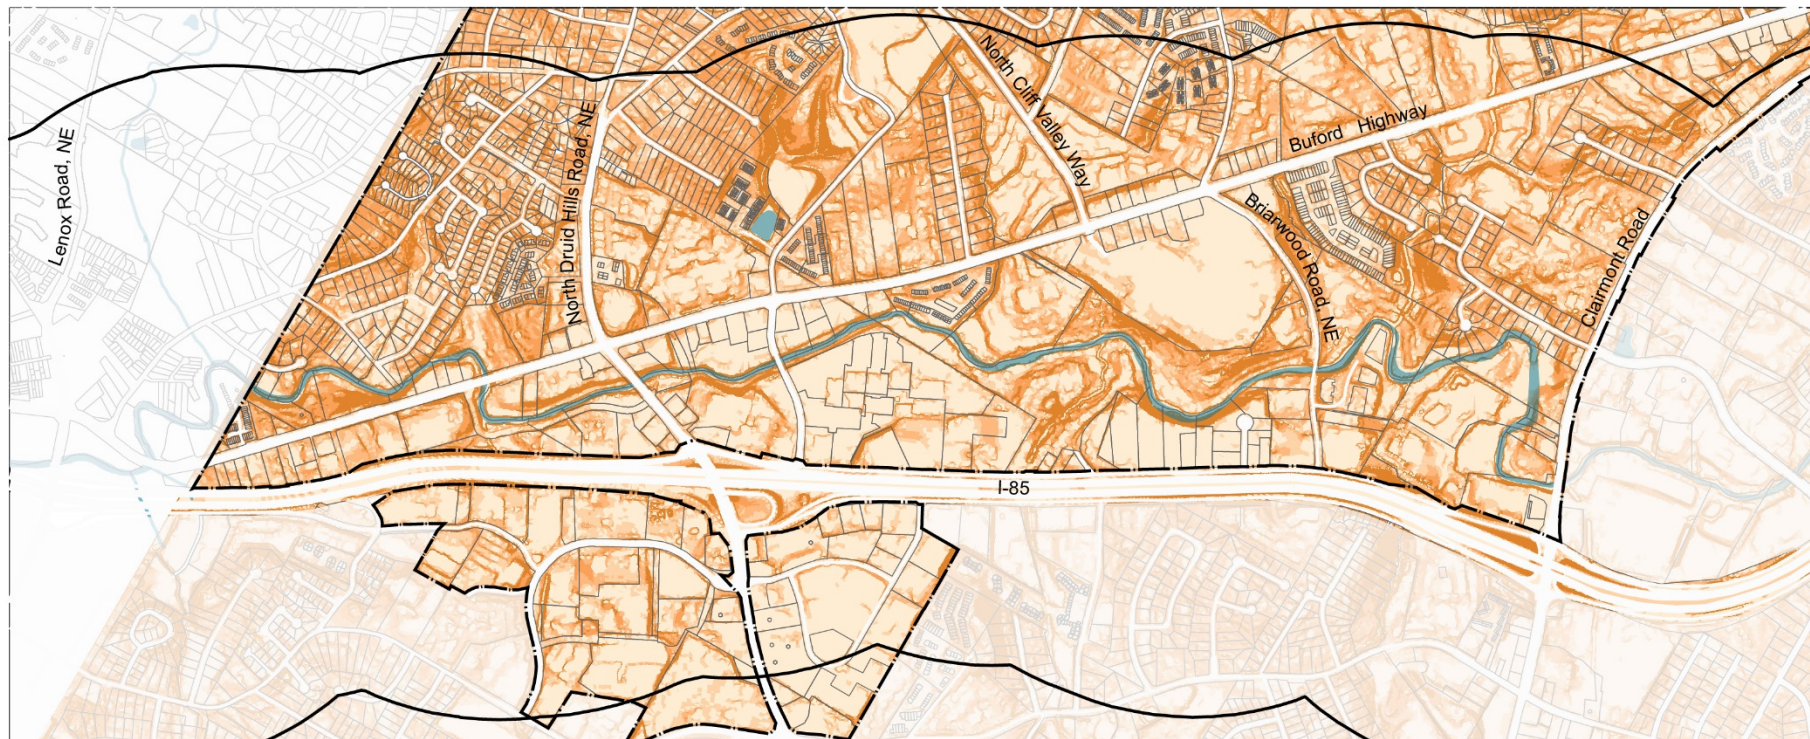 North Cliff Valley Way
Buford Highway
Lenox Road, NE
North Druid Hills Road, NE
Briarwood Road, NE
Clairmont Road
I-85